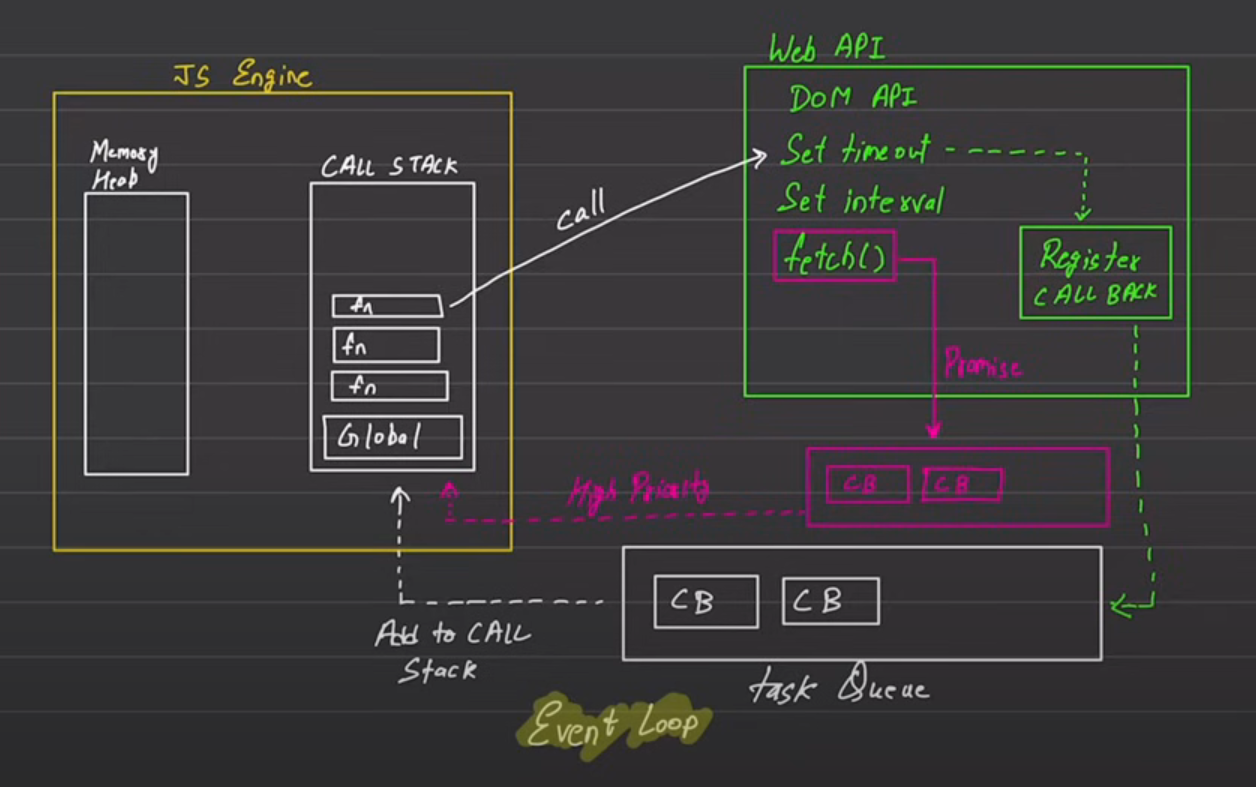 JS Engine
Memory
Heap
CALL STACK
fn
fn
fn
Global
call
Web API
DOM API
Set timeout
Set interval
fetch()
Register
CALL BACK
Promise
CB CB
High Priority
CB CB
Add to CALL
Stack
task Queue
Event Loop